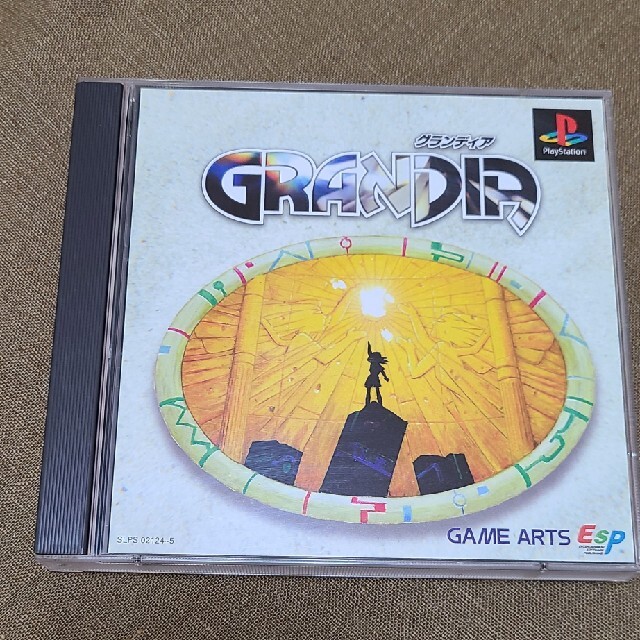 グランディア
GRANDIA
PlayStation
SLPS 02124~5
GAME ARTS
ESP